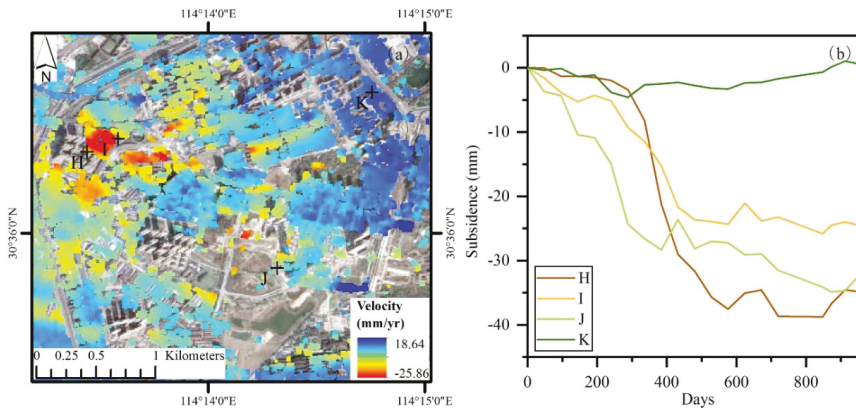 114°14'0"E
114°15'0"E
(a)
N
K
H
I
J
30°36'0"N
30°36'0"N
Velocity
(mm/yr)
18.64
-25.86
0 0.25 0.5 1 Kilometers
114°14'0"E
114°15'0"E
(b)
0
-10
-20
-30
-40
Subsidence (mm)
H
I
J
K
0 200 400 600 800
Days